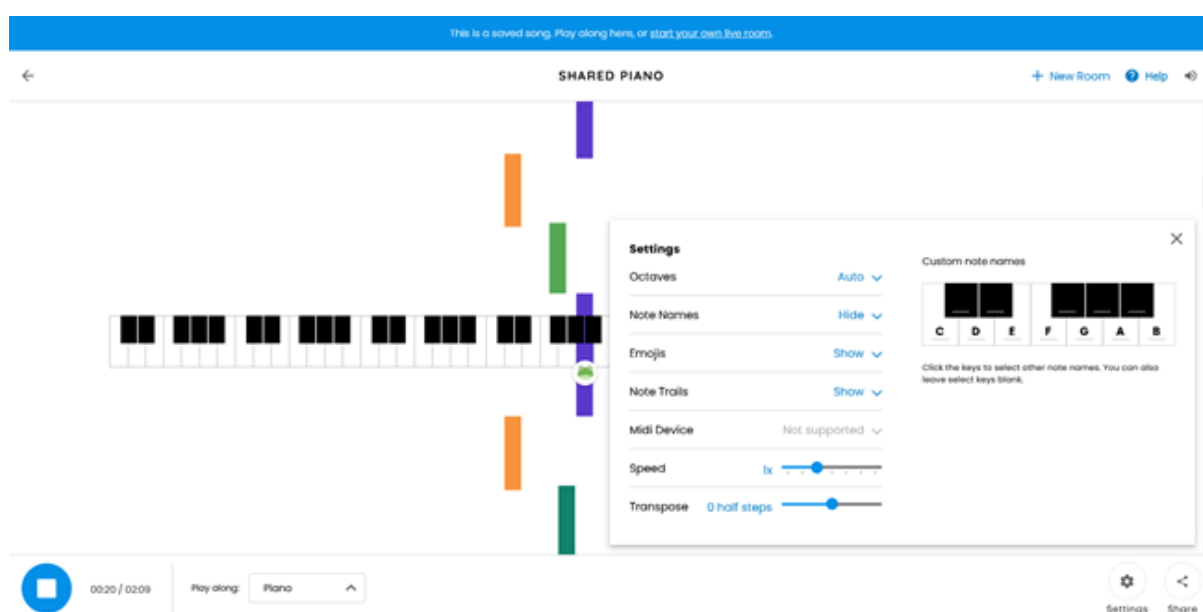 This is a saved song. Play along here, or start your own live room.
SHARED PIANO
+ New Room
? Help
Settings
Octaves Auto
Note Names Hide
Emojis Show
Note Trails Show
Midi Device Not supported
Speed 1x
Transpose 0 half steps
Custom note names
C D E F G A B
Click the keys to select other note names. You can also
leave select keys blank.
00:20 / 02:09
Play along: Piano
Settings
Share